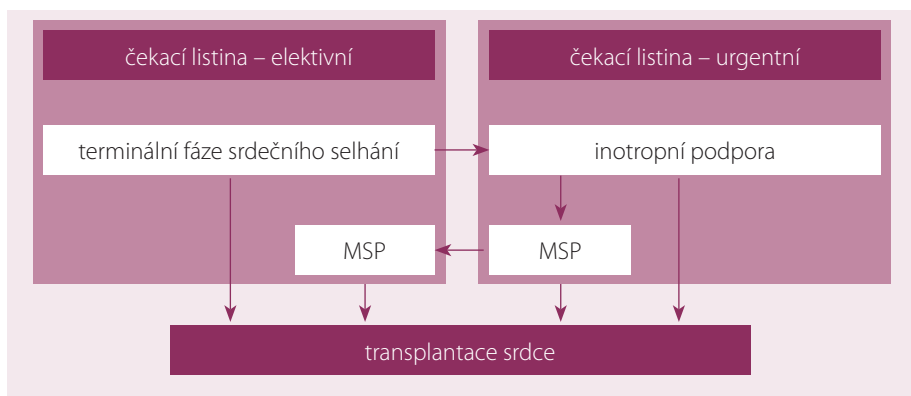 čekací listina – elektivní
čekací listina – urgentní
terminální fáze srdečního selhání
inotropní podpora
MSP
MSP
transplantace srdce